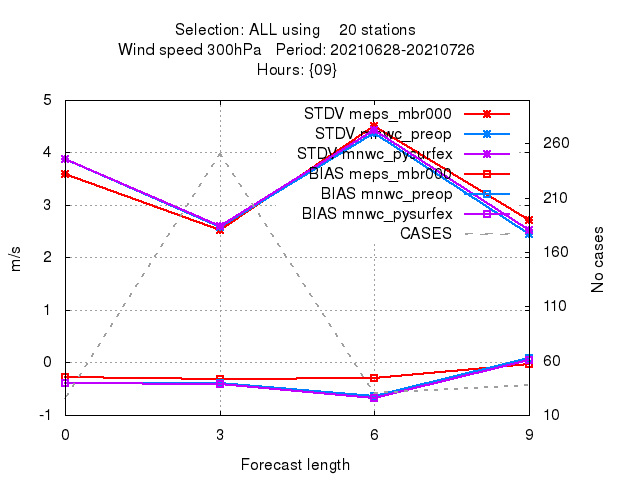 Selection: ALL using    20 stations
Wind speed 300hPa   Period: 20210628-20210726
Hours: {09}
STDV meps_mbr000
STDV mnwc_preop
STDV mnwc_pysurfex
BIAS meps_mbr000
BIAS mnwc_preop
BIAS mnwc_pysurfex
CASES
5
4
3
2
1
0
-1
m/s
260
210
160
110
60
10
No cases
0 3 6 9
Forecast length